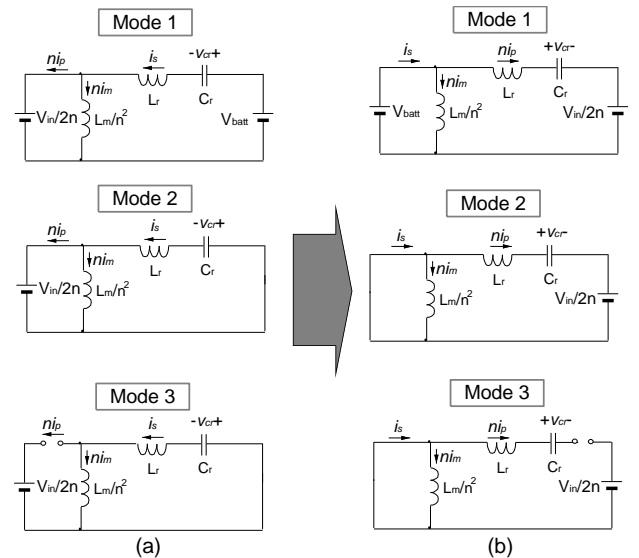 Mode 1
Mode 1
nip
is
-vcr+
nim
Vin/2n
Lm/n²
Lr
Cr
Vbatt
is
nip
+vcr-
nim
Vbatt
Lm/n²
Lr
Cr
Vin/2n
Mode 2
Mode 2
nip
is
-vcr+
nim
Vin/2n
Lm/n²
Lr
Cr
is
nip
+vcr-
nim
Lm/n²
Lr
Cr
Vin/2n
Mode 3
Mode 3
nip
is
-vcr+
nim
Vin/2n
Lm/n²
Lr
Cr
is
nip
+vcr-
nim
Lm/n²
Lr
Cr
Vin/2n
(a)
(b)